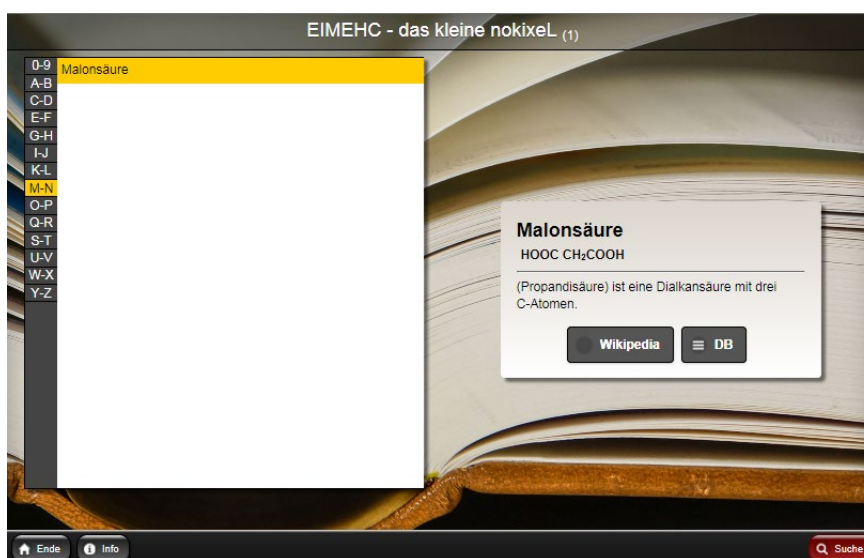 EIMEHC - das kleine nokixeL (1)
0-9
A-B
C-D
E-F
G-H
I-J
K-L
M-N
O-P
Q-R
S-T
U-V
W-X
Y-Z
Malonsäure
Malonsäure
HOOC CH₂COOH
(Propandisäure) ist eine Dialkansäure mit drei
C-Atomen.
Wikipedia DB
Ende Info Suche